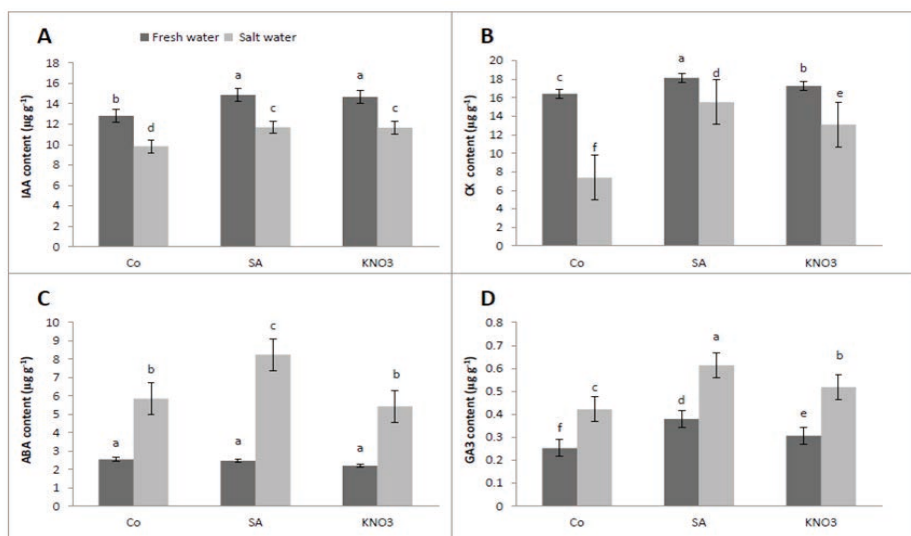 A
Fresh water Salt water
IAA content (µg g⁻¹)
18
16
14
12
10
8
6
4
2
0
b
d
a
c
a
c
Co SA KNO3
B
CK content (µg g⁻¹)
20
18
16
14
12
10
8
6
4
2
0
c
f
a
d
b
e
Co SA KNO3
C
ABA content (µg g⁻¹)
10
9
8
7
6
5
4
3
2
1
0
a
b
a
c
a
b
Co SA KNO3
D
GA3 content (µg g⁻¹)
0.8
0.7
0.6
0.5
0.4
0.3
0.2
0.1
0
f
c
d
a
e
b
Co SA KNO3